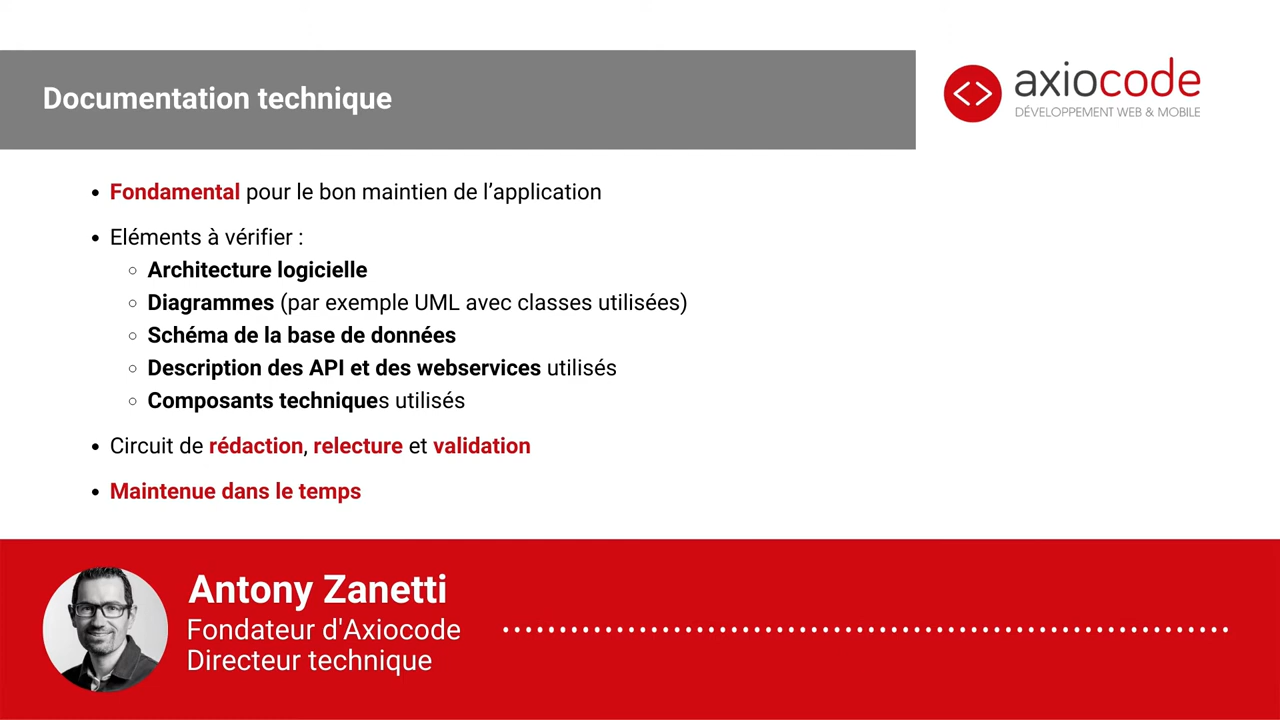 Documentation technique
axiocode
DÉVELOPPEMENT WEB & MOBILE
• Fondamental pour le bon maintien de l’application
• Eléments à vérifier :
◦ Architecture logicielle
◦ Diagrammes (par exemple UML avec classes utilisées)
◦ Schéma de la base de données
◦ Description des API et des webservices utilisés
◦ Composants techniques utilisés
• Circuit de rédaction, relecture et validation
• Maintenue dans le temps
Antony Zanetti
Fondateur d'Axiocode
Directeur technique